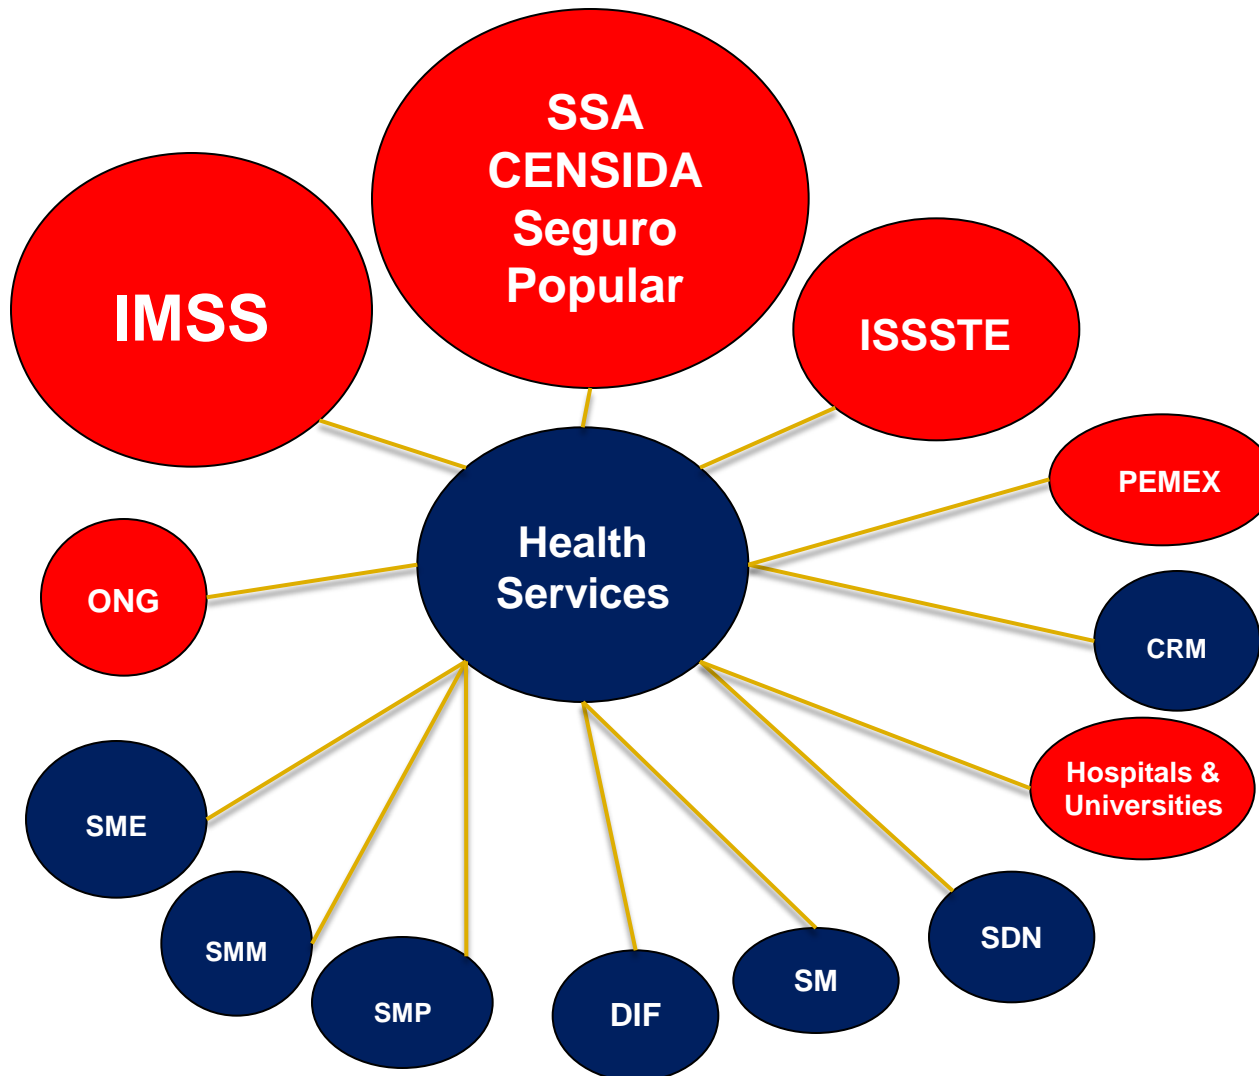 SSA
CENSIDA
Seguro
Popular
IMSS
ISSSTE
PEMEX
Health
Services
ONG
CRM
Hospitals &
Universities
SME
SMM
SMP
DIF
SM
SDN